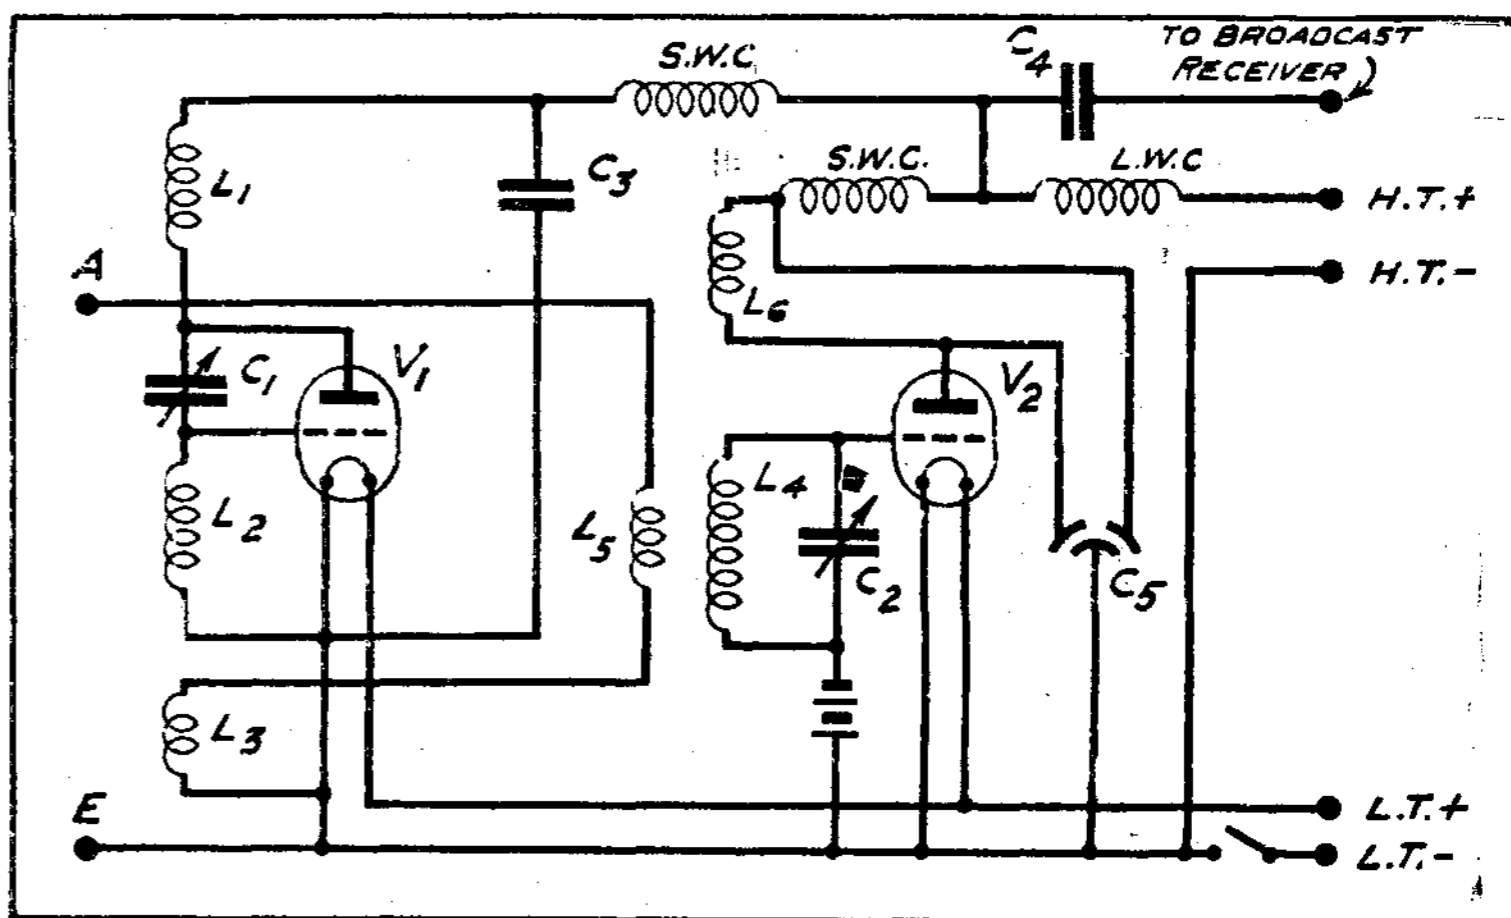 S.W.C
C4
TO BROADCAST
RECEIVER
L1
C3
S.W.C.
L.W.C
H.T.+
A
H.T.-
L6
C1
V1
V2
L2
L5
L4
C2
C5
L3
E
L.T.+
L.T.-